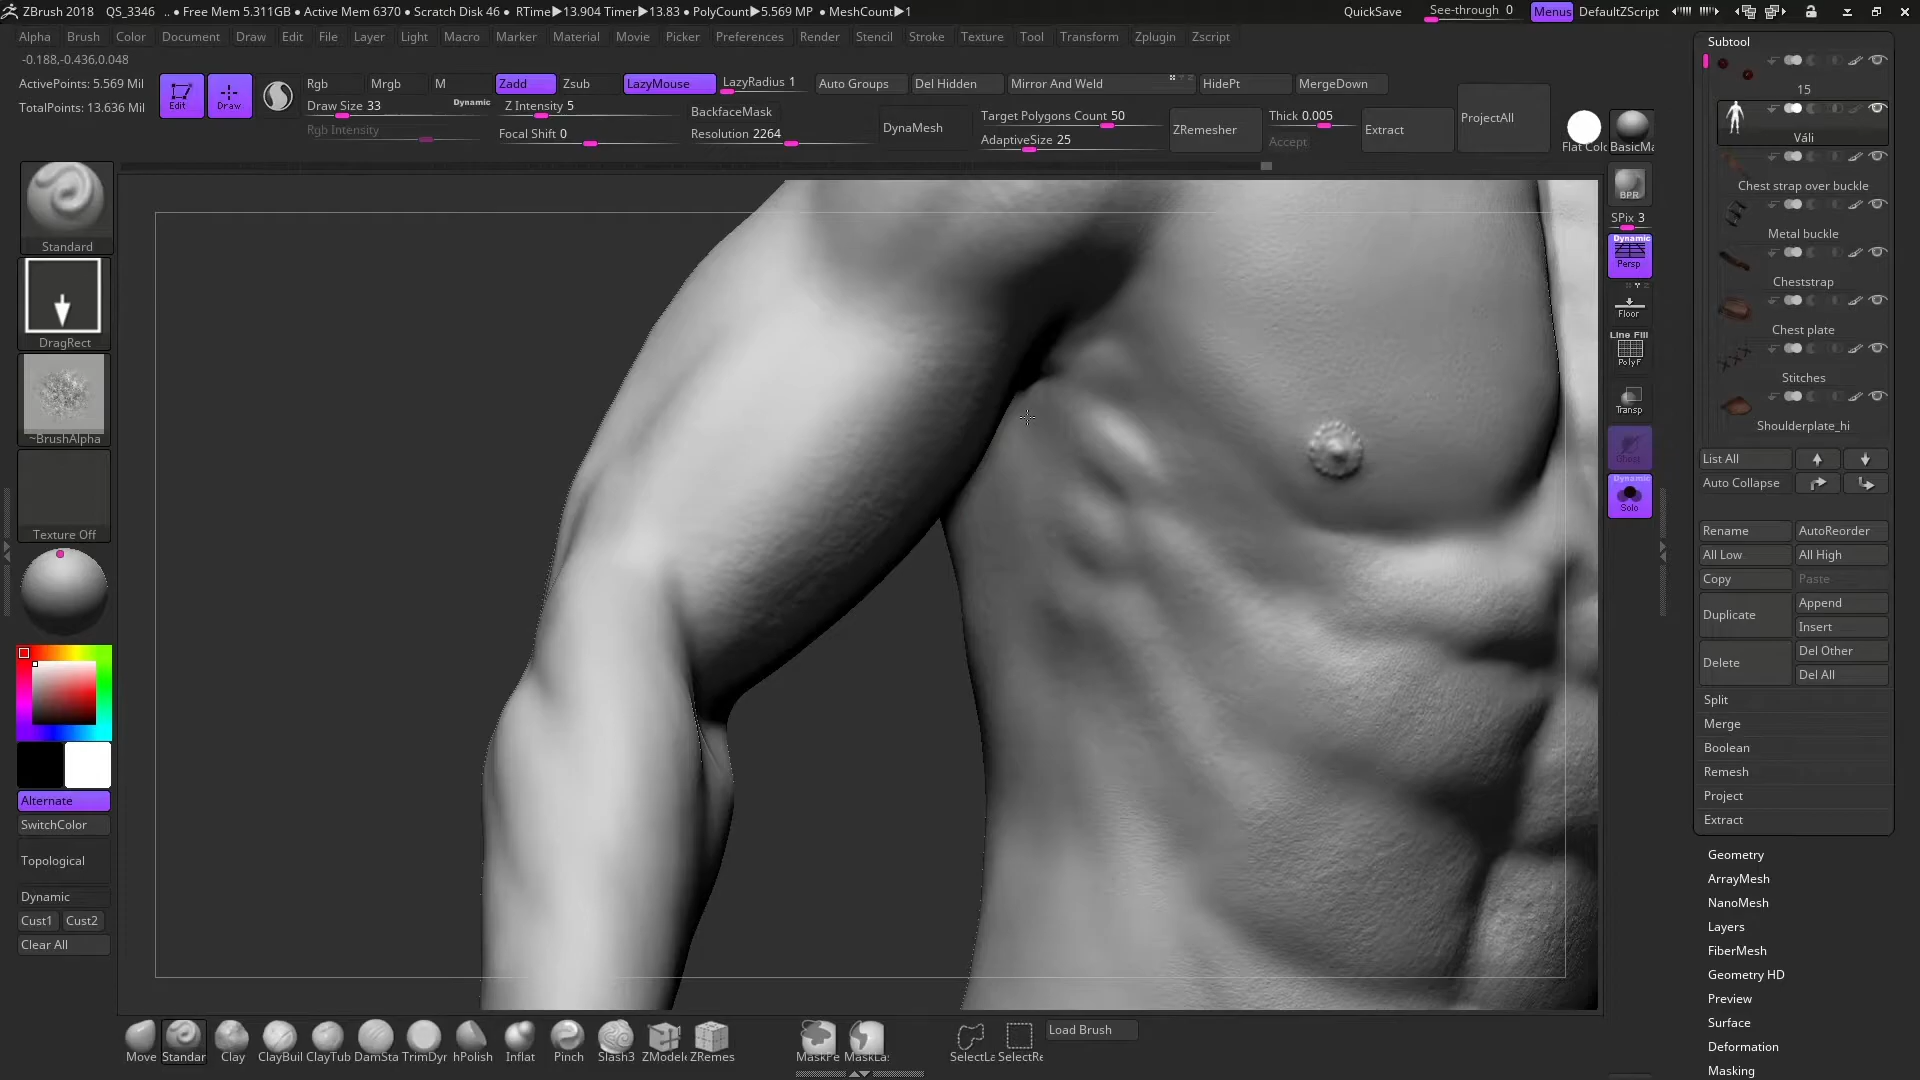 ZBrush 2018 QS_3346 .. ● Free Mem 5.311GB ● Active Mem 6370 ● Scratch Disk 46 ● RTime▶13.904 Timer▶13.83 ● PolyCount▶5.569 MP ● MeshCount▶1 QuickSave See-through 0 Menus DefaultZScript
Alpha Brush Color Document Draw Edit File Layer Light Macro Marker Material Movie Picker Preferences Render Stencil Stroke Texture Tool Transform Zplugin Zscript
-0.188,-0.436,0.048
ActivePoints: 5.569 Mil
TotalPoints: 13.636 Mil
Edit
Draw
Rgb Mrgb M Zadd Zsub LazyMouse LazyRadius 1 Auto Groups Del Hidden Mirror And Weld HidePt MergeDown
Draw Size 33 Dynamic Z Intensity 5 BackfaceMask
Rgb Intensity Focal Shift 0 Resolution 2264
DynaMesh
Target Polygons Count 50
AdaptiveSize 25
ZRemesher
Thick 0.005
Accept
Extract
ProjectAll
Flat Colo BasicMa
Standard
DragRect
~BrushAlpha
Texture Off
Alternate
SwitchColor
Topological
Dynamic
Cust1 Cust2
Clear All
BPR
SPix 3
Dynamic
Persp
Floor
Line Fill
PolyF
Transp
Ghost
Dynamic
Solo
Subtool
15
Váli
Chest strap over buckle
Metal buckle
Cheststrap
Chest plate
Stitches
Shoulderplate_hi
List All
Auto Collapse
Rename AutoReorder
All Low All High
Copy Paste
Duplicate Append
Insert
Delete Del Other
Del All
Split
Merge
Boolean
Remesh
Project
Extract
Geometry
ArrayMesh
NanoMesh
Layers
FiberMesh
Geometry HD
Preview
Surface
Deformation
Masking
Move Standar Clay ClayBuil ClayTub DamSta TrimDyr hPolish Inflat Pinch Slash3 ZModele ZRemes MaskPe MaskLa SelectLa SelectRe Load Brush